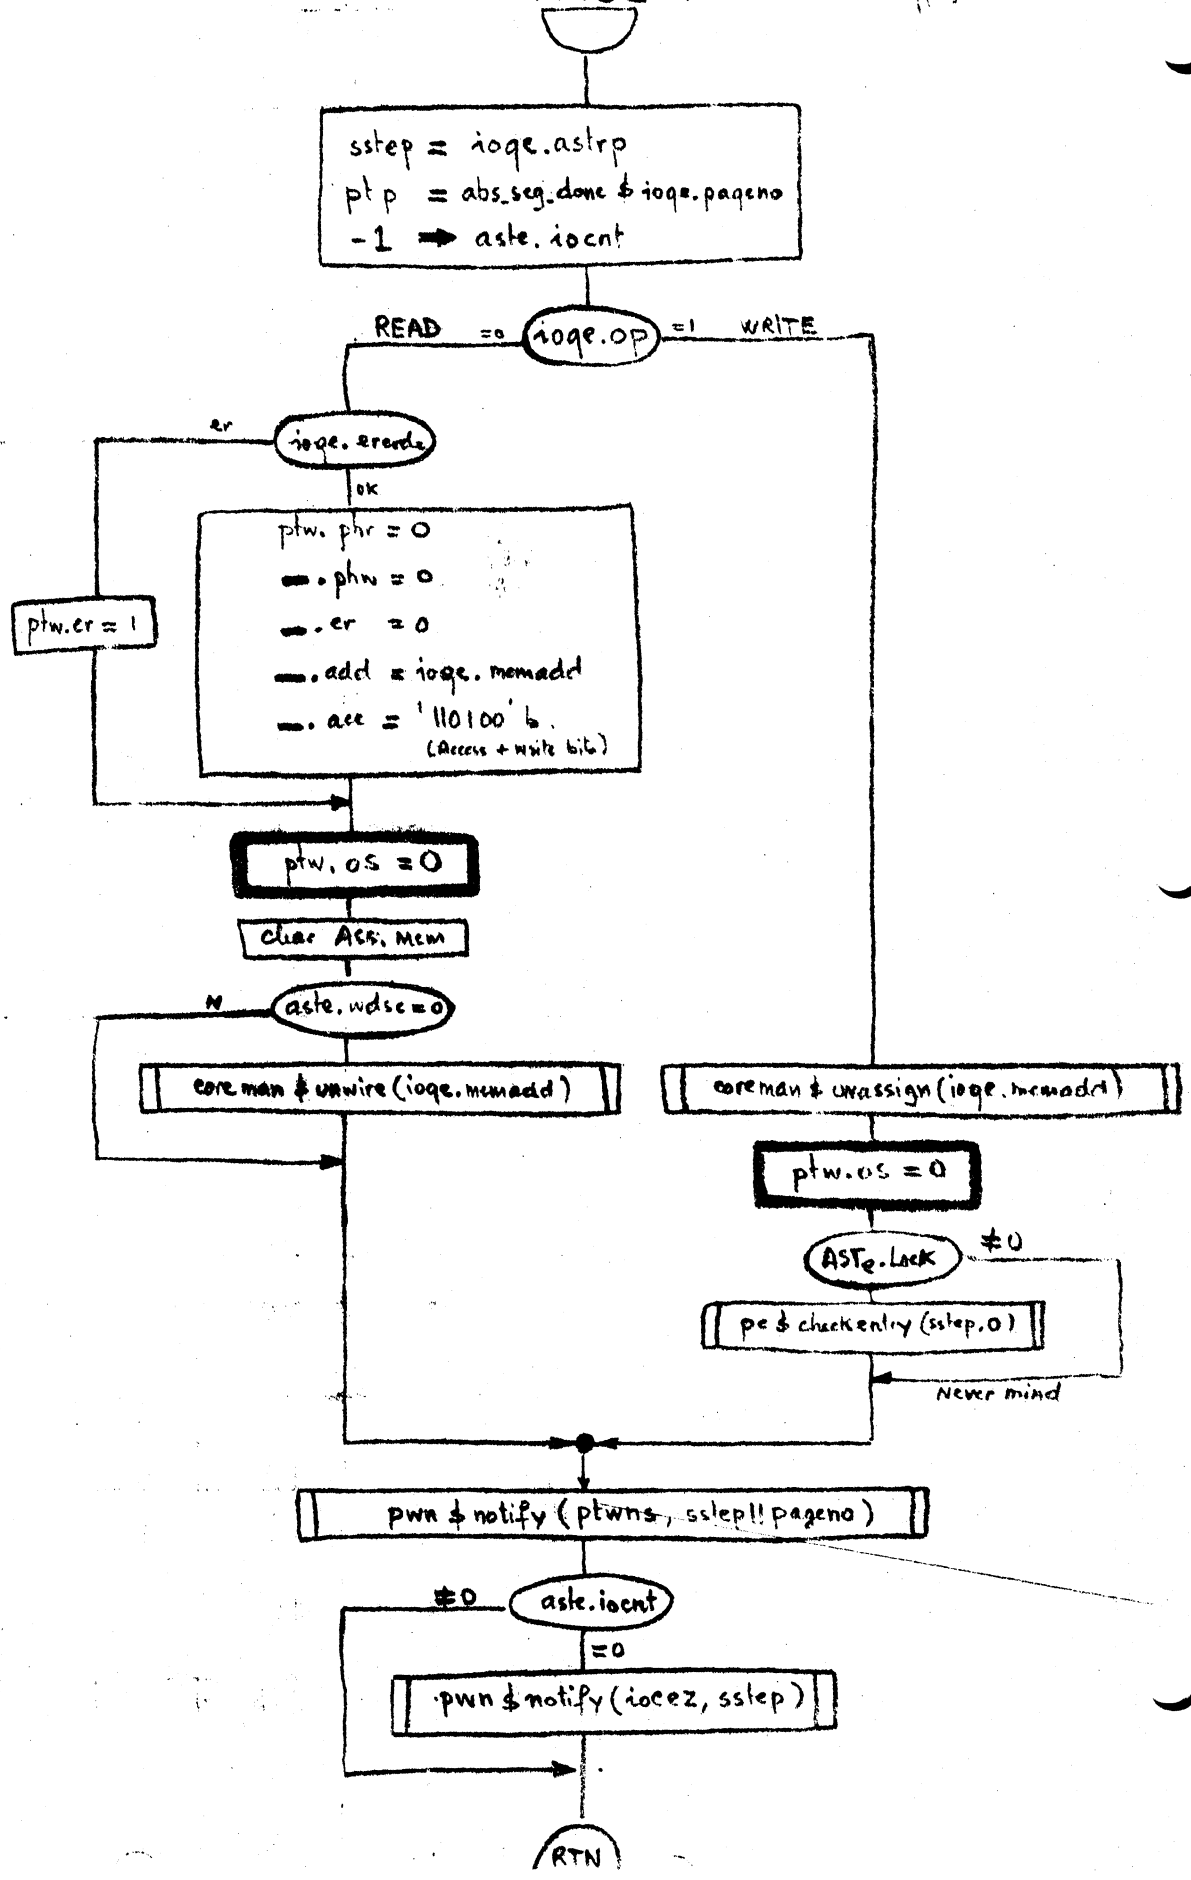 sstep = ioqe.astrp
ptp = abs_seg_done $ ioqe.pageno
-1 ➡ aste.iocnt
READ =0 ioqe.op =1 WRITE
er
ioqe.ercode
OK
ptw.phr = 0
—.phw = 0
—.er = 0
ptw.er = 1
—.add = ioqe.memadd
—.acc = '110100'b.
(Access + write bits)
ptw.os = 0
clear Ass. Mem
N aste.wdsc = 0
coreman $ unwire (ioqe.memadd)
coreman $ unassign (ioqe.memadd)
ptw.os = 0
ASTe.Lock ≠0
pc $ checkentry (sstep,0)
Never mind
pwn $ notify (ptwns, sstep!! pageno)
≠0 aste.iocnt
=0
pwn $ notify (iocez, sstep)
RTN